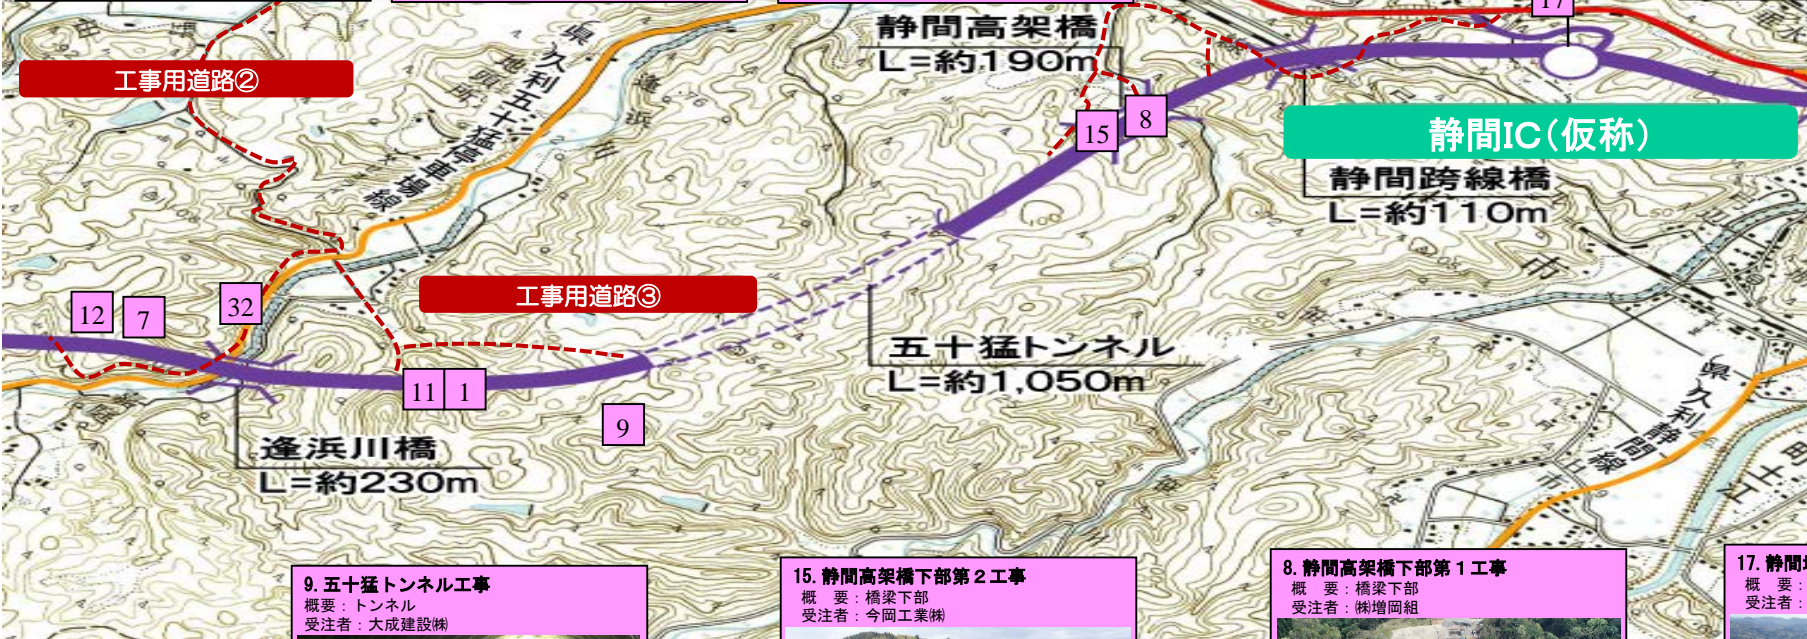 17
静間高架橋
L=約190m
工事用道路②
県久利五十猛停車場線
逢浜川
15
8
静間IC(仮称)
静間跨線橋
L=約110m
工事用道路③
12
7
32
五十猛トンネル
L=約1,050m
11
1
9
逢浜川橋
L=約230m
市
県久利静間線
9. 五十猛トンネル工事
概要：トンネル
受注者：大成建設㈱
15. 静間高架橋下部第２工事
概　要：橋梁下部
受注者：今岡工業㈱
8. 静間高架橋下部第１工事
概　要：橋梁下部
受注者：㈱増岡組
17. 静間
概　要：
受注者：